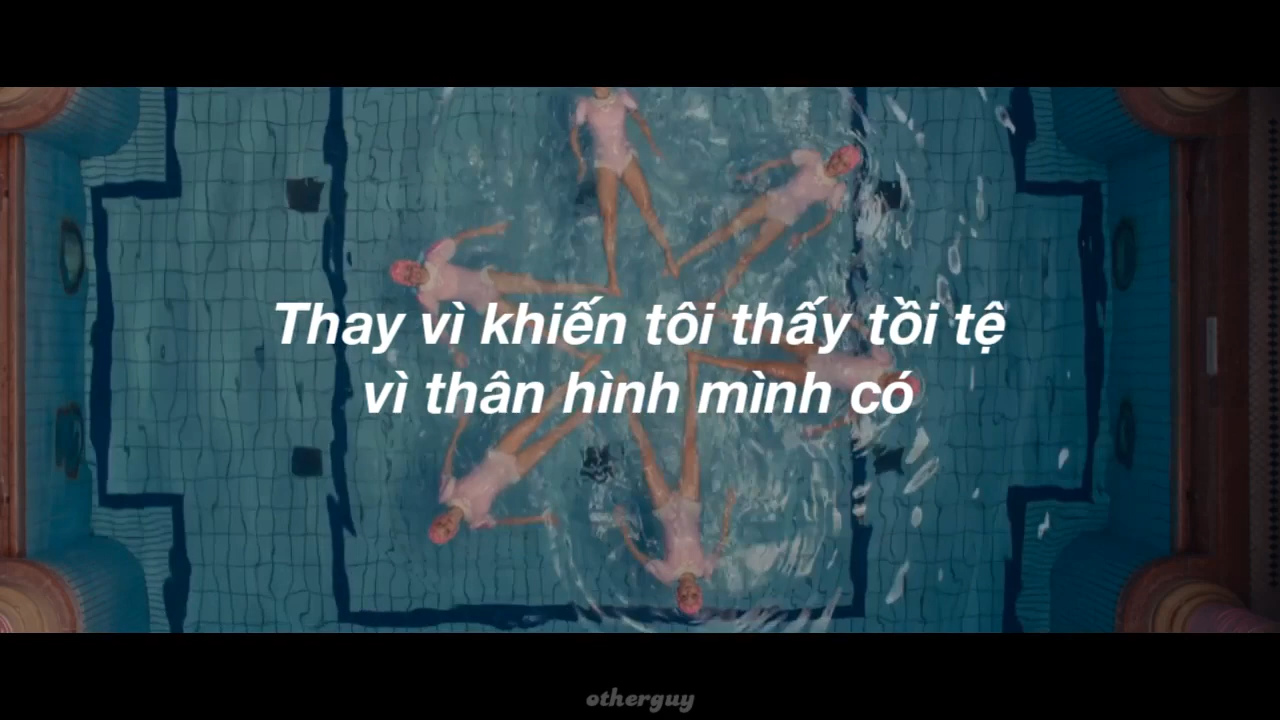 Thay vì khiến tôi thấy tồi tệ
vì thân hình mình có
otherguy